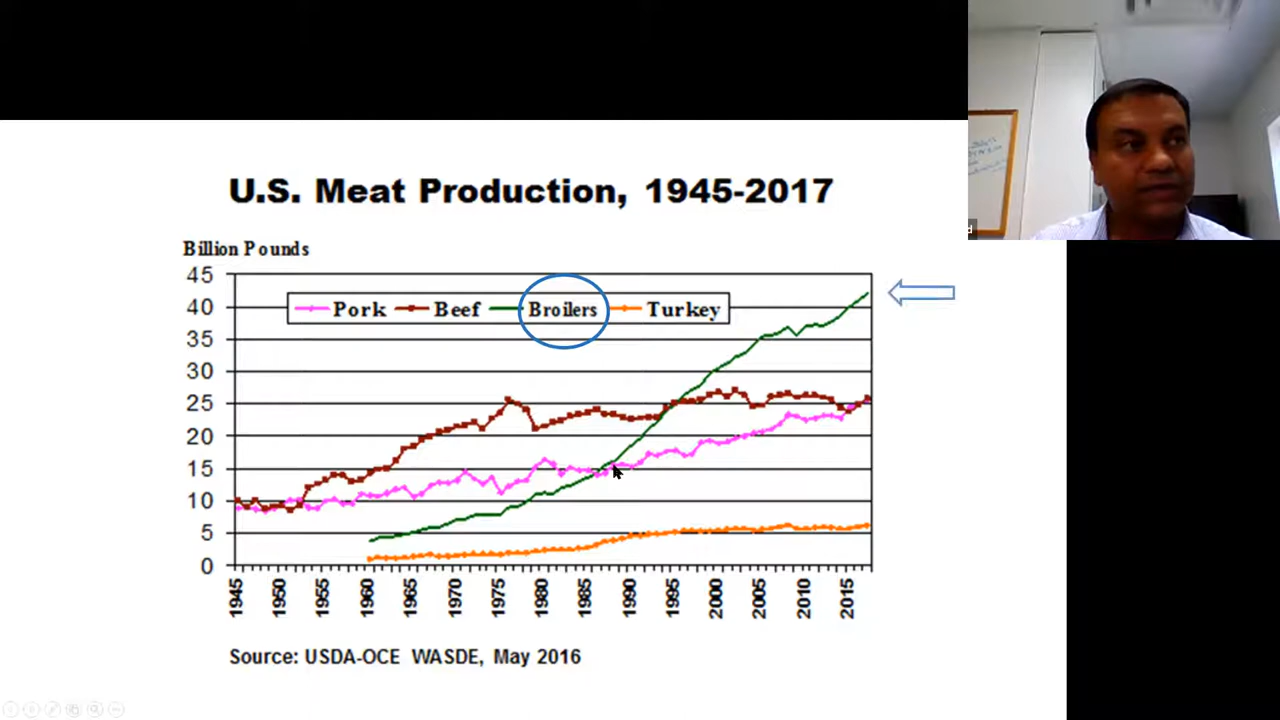 U.S. Meat Production, 1945-2017
Billion Pounds
45
40
35
30
25
20
15
10
5
0
Pork Beef Broilers Turkey
1945 1950 1955 1960 1965 1970 1975 1980 1985 1990 1995 2000 2005 2010 2015
Source: USDA-OCE WASDE, May 2016